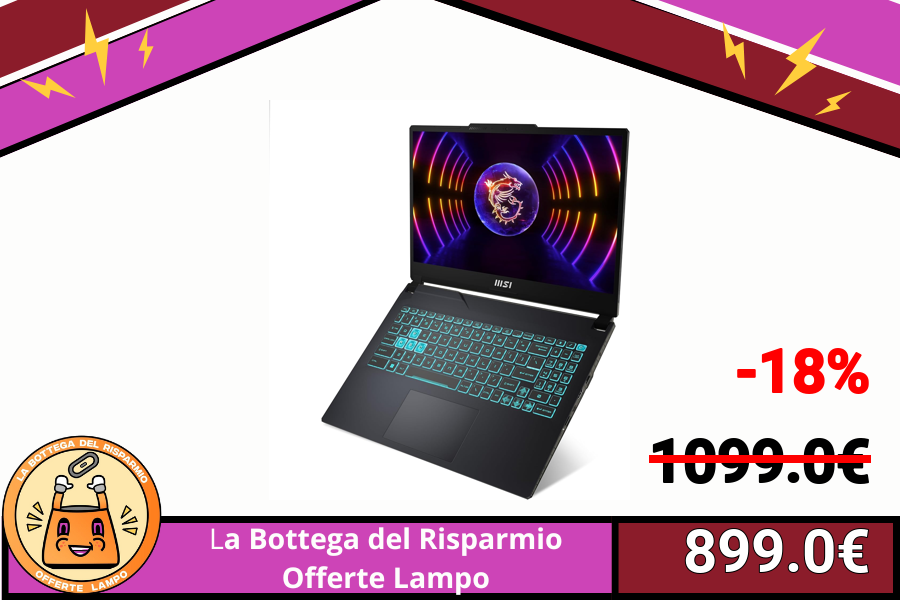 msi
-18%
1099.0€
LA BOTTEGA DEL RISPARMIO
OFFERTE LAMPO
La Bottega del Risparmio
Offerte Lampo
899.0€